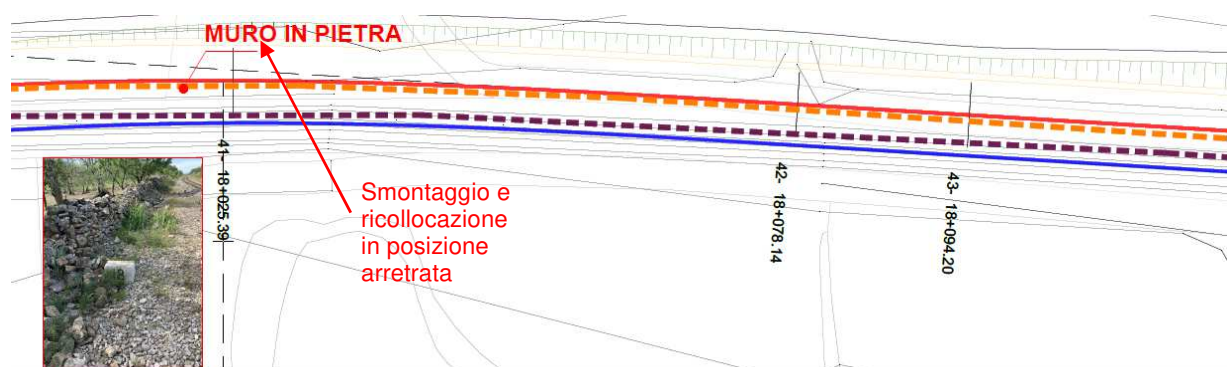 MURO IN PIETRA
Smontaggio e
ricollocazione
in posizione
arretrata
41- 18+025.39
42- 18+078.14
43- 18+094.20